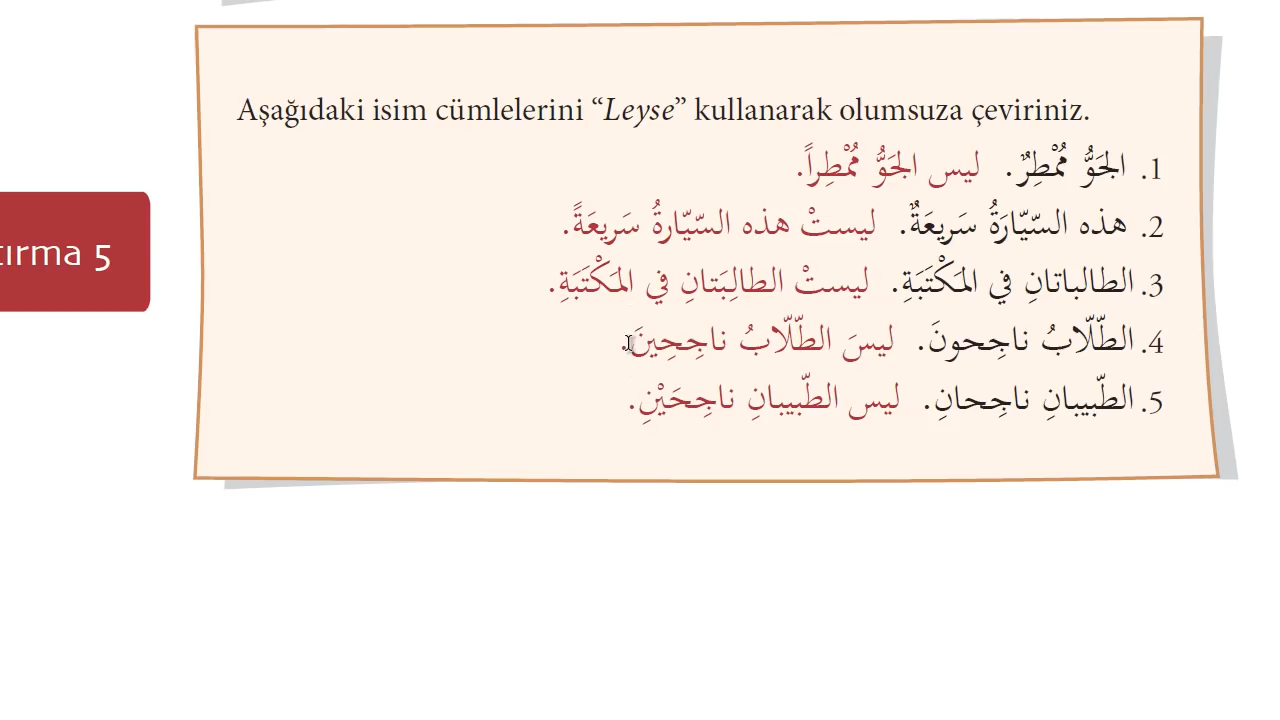 Aşağıdaki isim cümlelerini “Leyse” kullanarak olumsuza çeviriniz.
1. الجَوُّ مُمْطِرٌ. ليس الجَوُّ مُمْطِراً.
2. هذه السّيّارَةُ سَريعَةٌ. ليستْ هذه السّيّارةُ سَريعَةً.
3. الطالباتانِ في المَكْتَبَةِ. ليستْ الطالِبَتانِ في المَكْتَبَةِ.
4. الطّلّابُ ناجِحونَ. ليسَ الطّلّابُ ناجِحِينَ.
5. الطّبيبانِ ناجِحانِ. ليس الطّبيبانِ ناجِحَيْنِ.
tırma 5